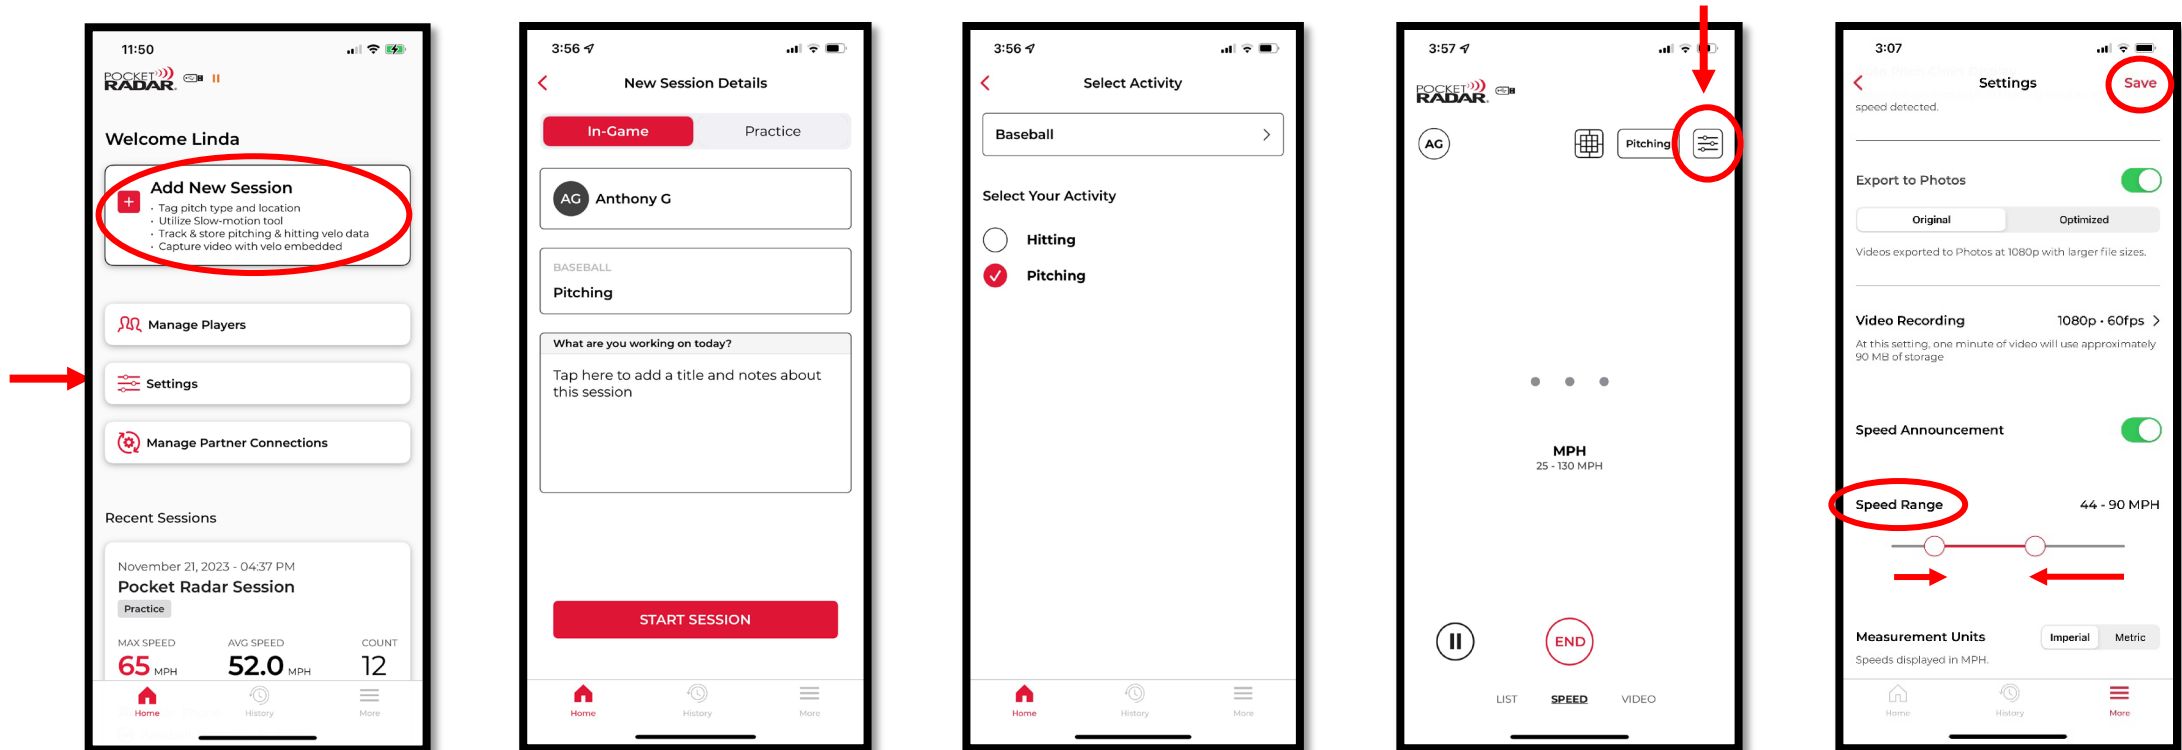 11:50
POCKET
RADAR
Welcome Linda
Add New Session
· Tag pitch type and location
· Utilize Slow-motion tool
· Track & store pitching & hitting velo data
· Capture video with velo embedded
Manage Players
Settings
Manage Partner Connections
Recent Sessions
November 21, 2023 - 04:37 PM
Pocket Radar Session
Practice
MAX SPEED AVG SPEED COUNT
65 MPH 52.0 MPH 12
Home History More
3:56
New Session Details
In-Game Practice
AG Anthony G
BASEBALL
Pitching
What are you working on today?
Tap here to add a title and notes about
this session
START SESSION
Home History More
3:56
Select Activity
Baseball
Select Your Activity
Hitting
Pitching
Home History More
3:57
POCKET
RADAR
AG Pitching
MPH
25 - 130 MPH
END
LIST SPEED VIDEO
3:07
Settings Save
speed detected.
Export to Photos
Original Optimized
Videos exported to Photos at 1080p with larger file sizes.
Video Recording 1080p · 60fps
At this setting, one minute of video will use approximately
90 MB of storage
Speed Announcement
Speed Range 44 - 90 MPH
Measurement Units Imperial Metric
Speeds displayed in MPH.
Home History More